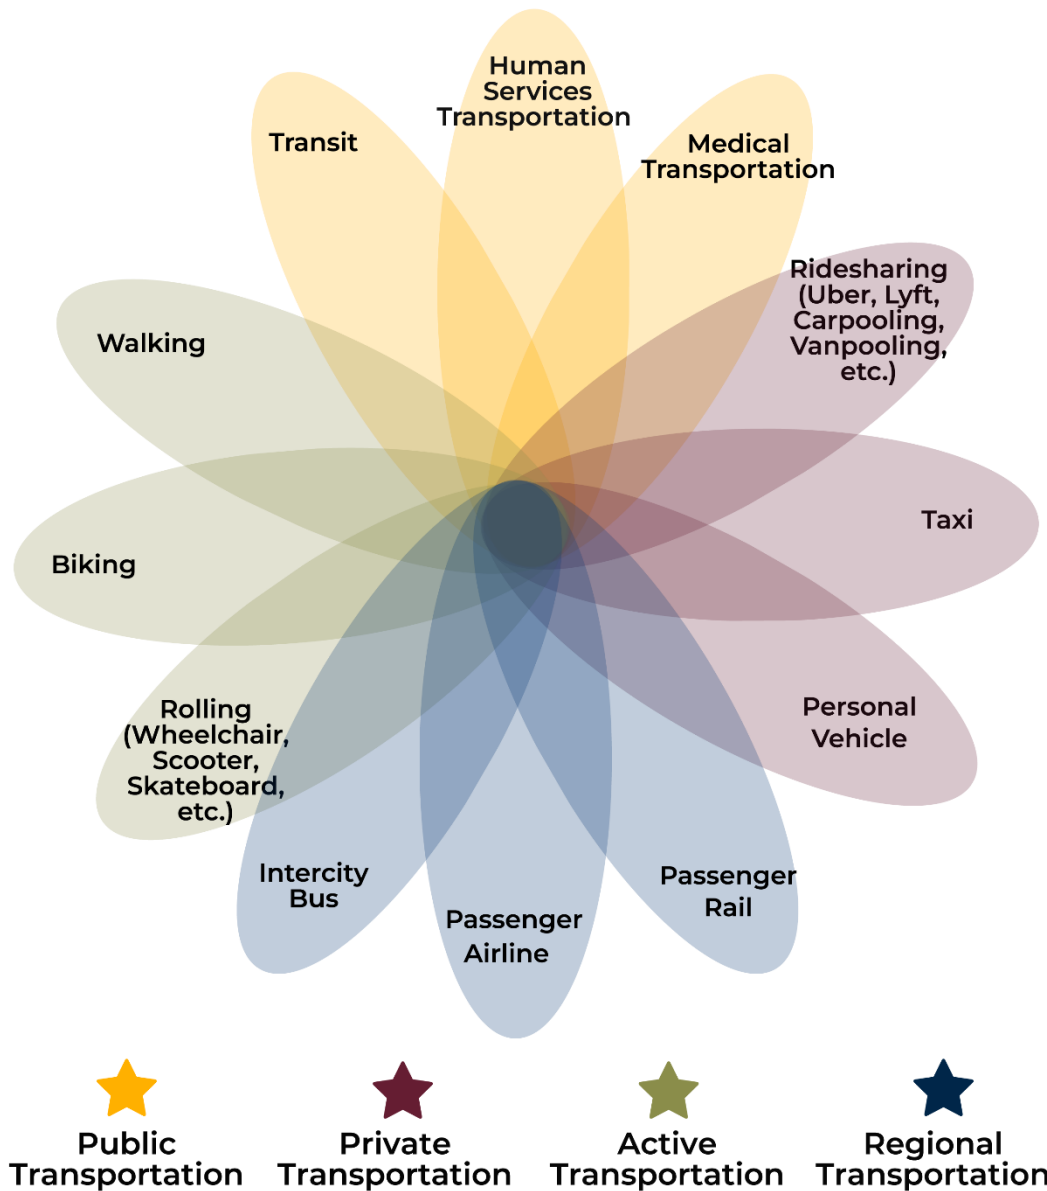 Human
Services
Transportation
Transit
Medical
Transportation
Ridesharing
(Uber, Lyft,
Carpooling,
Vanpooling,
etc.)
Walking
Taxi
Biking
Rolling
(Wheelchair,
Scooter,
Skateboard,
etc.)
Personal
Vehicle
Intercity
Bus
Passenger
Airline
Passenger
Rail
Public
Transportation
Private
Transportation
Active
Transportation
Regional
Transportation